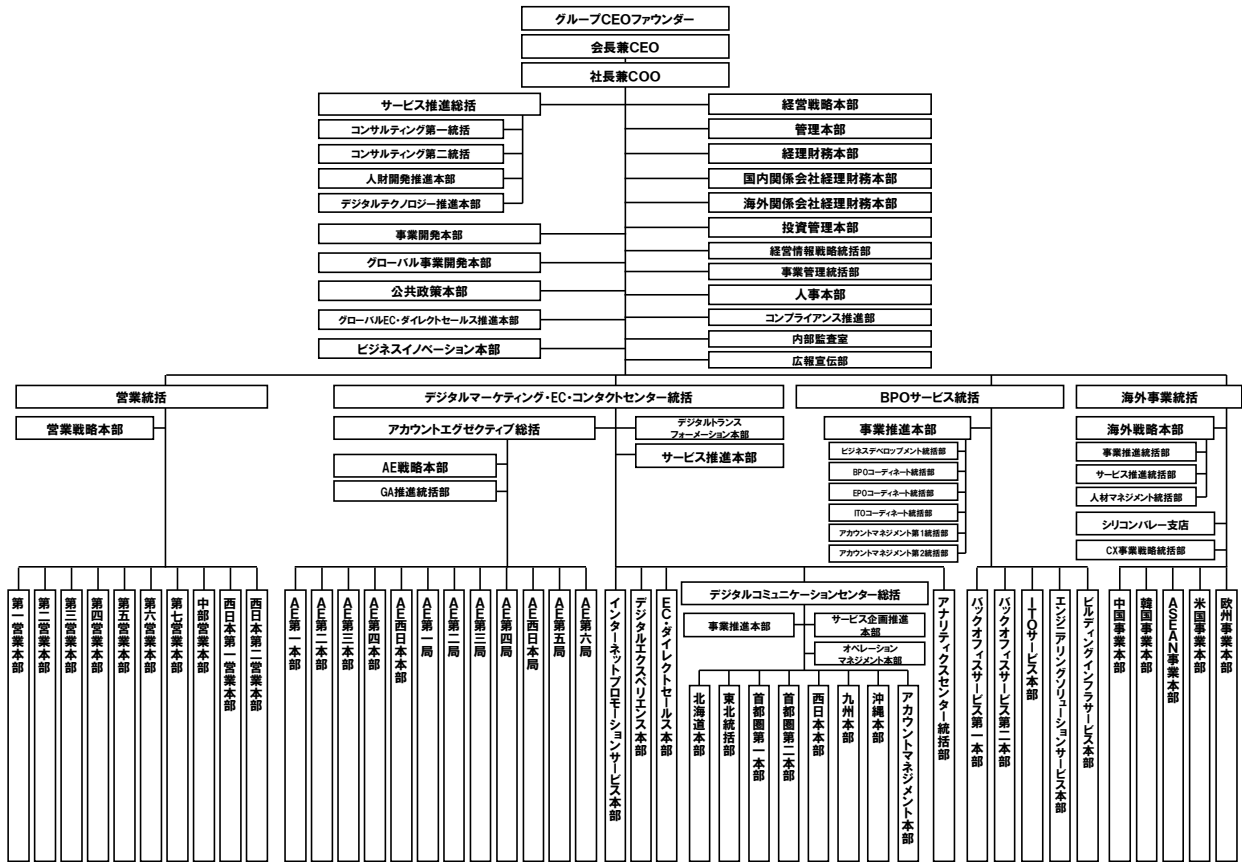 グループCEOファウンダー
会長兼CEO
社長兼COO
サービス推進総括
コンサルティング第一統括
コンサルティング第二統括
人財開発推進本部
デジタルテクノロジー推進本部
事業開発本部
グローバル事業開発本部
公共政策本部
グローバルEC・ダイレクトセールス推進本部
ビジネスイノベーション本部
経営戦略本部
管理本部
経理財務本部
国内関係会社経理財務本部
海外関係会社経理財務本部
投資管理本部
経営情報戦略統括部
事業管理統括部
人事本部
コンプライアンス推進部
内部監査室
広報宣伝部
営業統括
営業戦略本部
第一営業本部
第二営業本部
第三営業本部
第四営業本部
第五営業本部
第六営業本部
第七営業本部
中部営業本部
西日本第一営業本部
西日本第二営業本部
デジタルマーケティング・EC・コンタクトセンター統括
アカウントエグゼクティブ総括
デジタルトランス
フォーメーション本部
サービス推進本部
AE戦略本部
GA推進統括部
AE第一本部
AE第二本部
AE第三本部
AE第四本部
AE西日本本部
AE第一局
AE第二局
AE第三局
AE第四局
AE西日本局
AE第五局
AE第六局
インターネットプロモーションサービス本部
デジタルエクスペリエンス本部
EC・ダイレクトセールス本部
デジタルコミュニケーションセンター総括
事業推進本部
サービス企画推進
本部
オペレーション
マネジメント本部
北海道本部
東北統括部
首都圏第一本部
首都圏第二本部
西日本本部
九州本部
沖縄本部
アカウントマネジメント本部
アナリティクスセンター統括部
BPOサービス統括
事業推進本部
ビジネスデベロップメント統括部
BPOコーディネート統括部
EPOコーディネート統括部
ITOコーディネート統括部
アカウントマネジメント第1統括部
アカウントマネジメント第2統括部
バックオフィスサービス第一本部
バックオフィスサービス第二本部
ITOサービス本部
エンジニアリングソリューションサービス本部
ビルディングインフラサービス本部
海外事業統括
海外戦略本部
事業推進統括部
サービス推進統括部
人材マネジメント統括部
シリコンバレー支店
CX事業戦略統括部
中国事業本部
韓国事業本部
ASEAN事業本部
米国事業本部
欧州事業本部